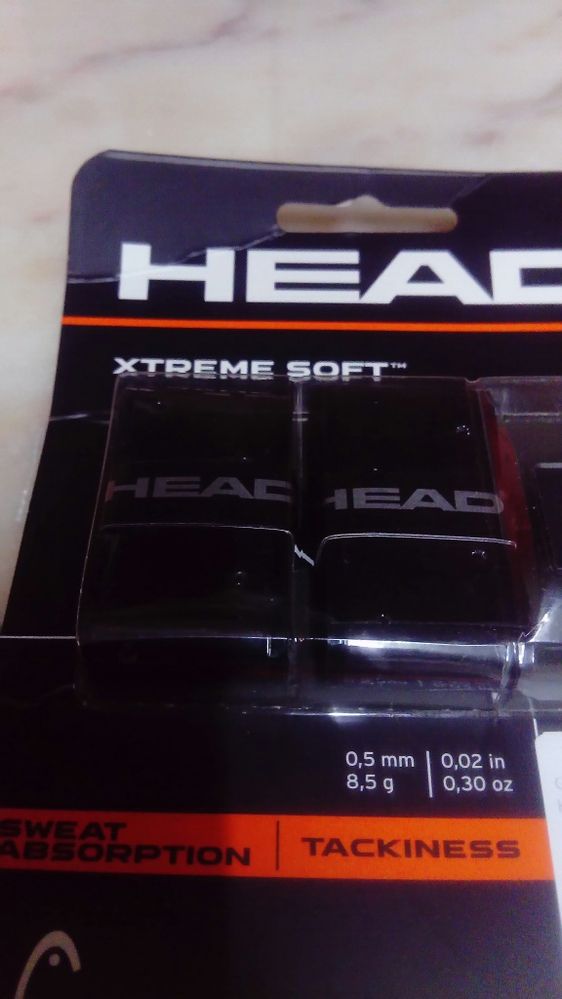 HEAD
XTREME SOFT™
HEAD HEAD
0,5 mm | 0,02 in
8,5 g | 0,30 oz
SWEAT
ABSORPTION | TACKINESS